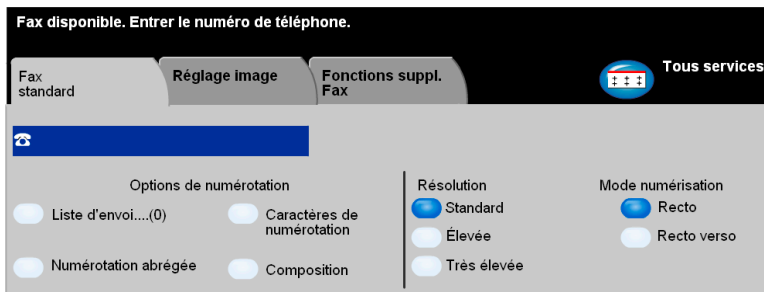 Fax disponible. Entrer le numéro de téléphone.
Fax
standard
Réglage image
Fonctions suppl.
Fax
Tous services
Options de numérotation
Liste d'envoi....(0)
Caractères de
numérotation
Numérotation abrégée
Composition
Résolution
Standard
Élevée
Très élevée
Mode numérisation
Recto
Recto verso